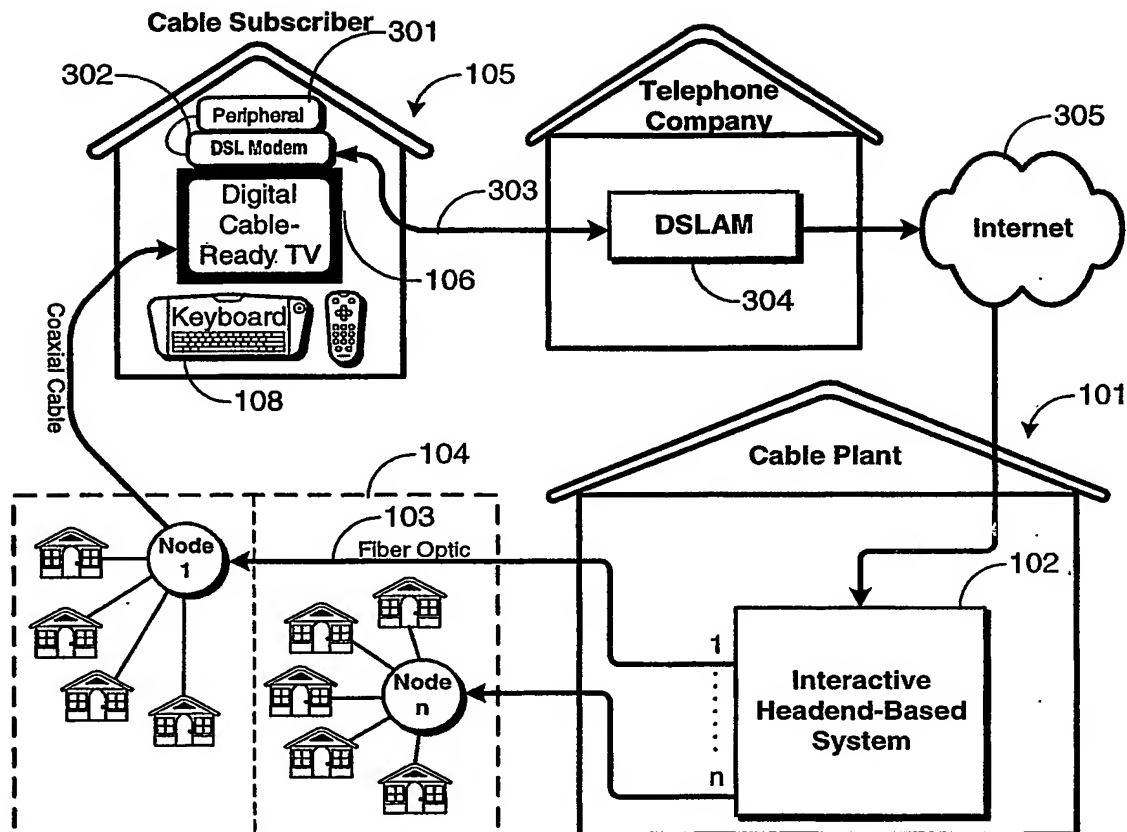 Cable Subscriber
301
302
105
Peripheral
DSL Modem
Digital
Cable-
Ready TV
106
Keyboard
108
Coaxial Cable
303
Telephone
Company
DSLAM
304
305
Internet
101
Cable Plant
102
Interactive
Headend-Based
System
1
n
104
103
Fiber Optic
Node
1
Node
n